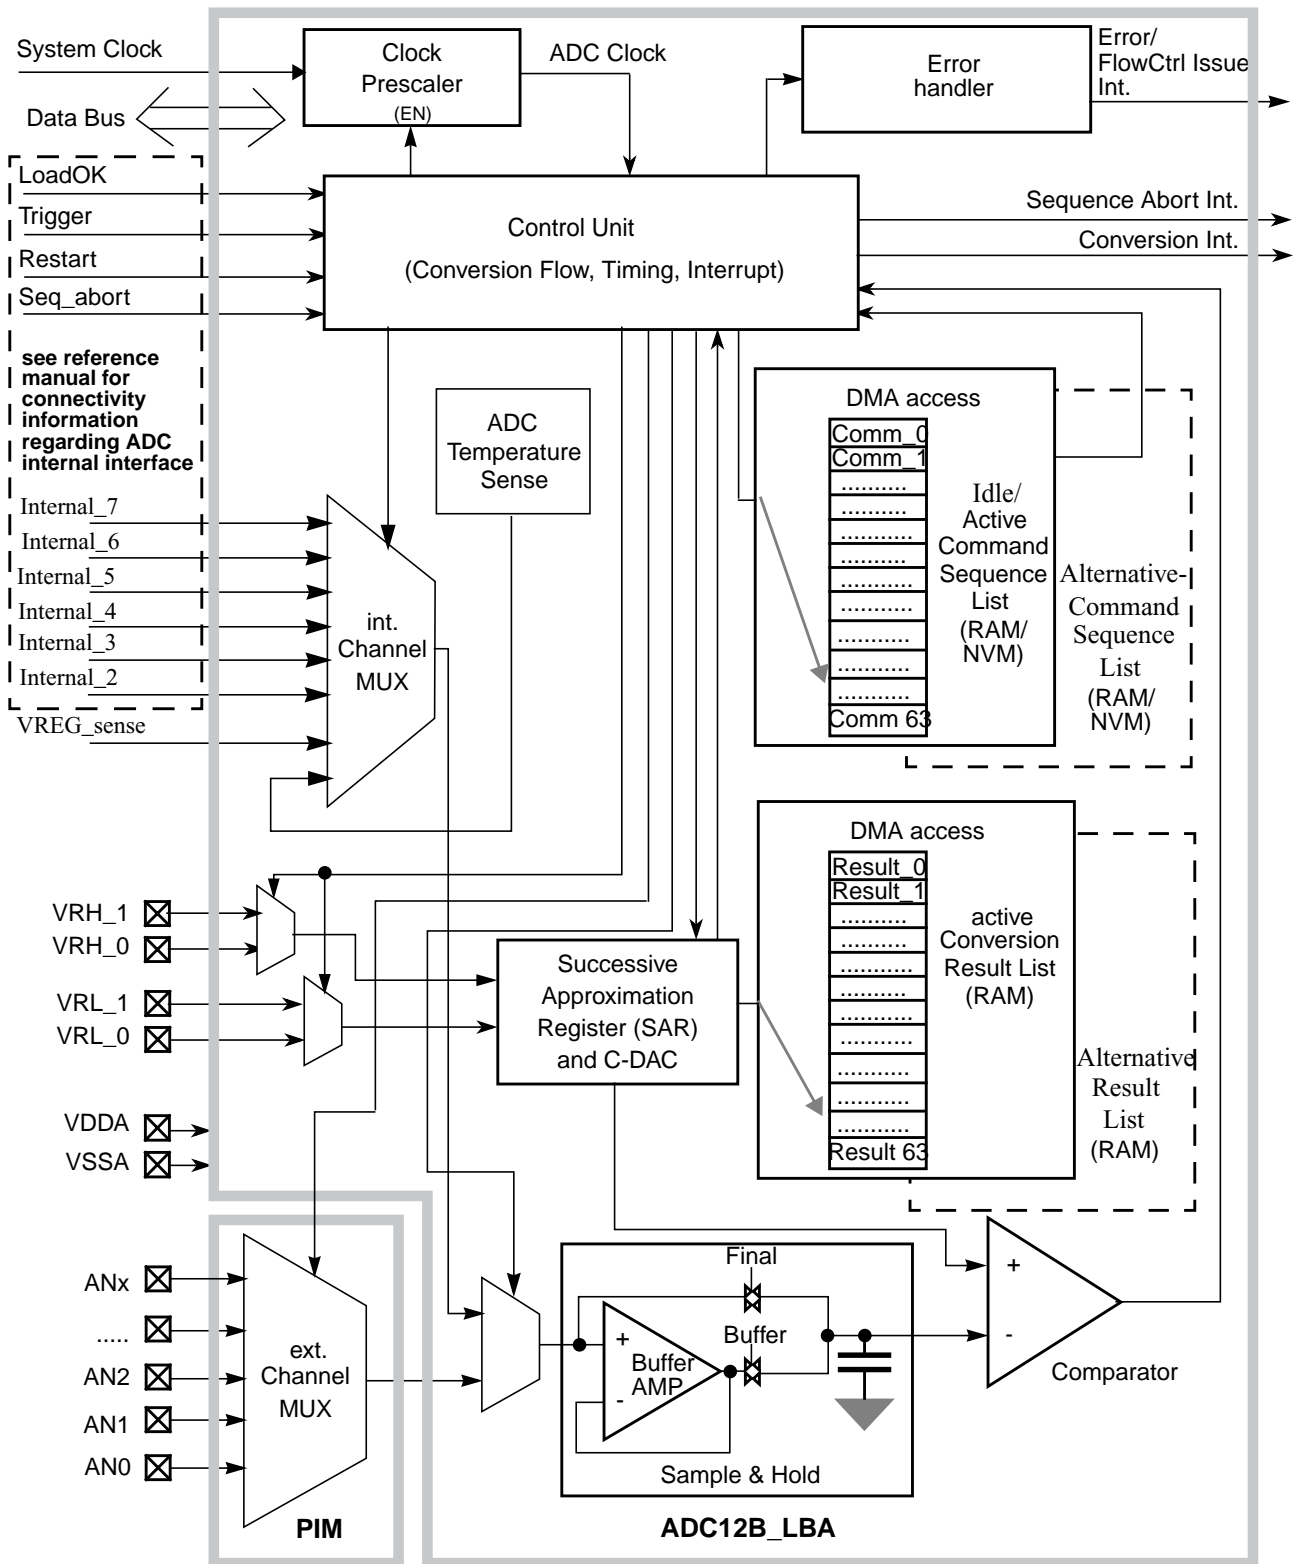 System Clock
Data Bus
Clock
Prescaler
(EN)
ADC Clock
Error
handler
Error/
FlowCtrl Issue
Int.
LoadOK
Trigger
Restart
Seq_abort
Control Unit
(Conversion Flow, Timing, Interrupt)
Sequence Abort Int.
Conversion Int.
see reference
manual for
connectivity
information
regarding ADC
internal interface
Internal_7
Internal_6
Internal_5
Internal_4
Internal_3
Internal_2
VREG_sense
ADC
Temperature
Sense
int.
Channel
MUX
DMA access
Comm_0
Comm_1
..........
..........
...........
...........
...........
...........
...........
...........
...........
Comm 63
Idle/
Active
Command
Sequence
List
(RAM/
NVM)
Alternative-
Command
Sequence
List
(RAM/
NVM)
DMA access
Result_0
Result_1
..........
..........
...........
...........
...........
...........
...........
...........
...........
Result 63
active
Conversion
Result List
(RAM)
Alternative
Result
List
(RAM)
VRH_1
VRH_0
VRL_1
VRL_0
VDDA
VSSA
Successive
Approximation
Register (SAR)
and C-DAC
ANx
.....
AN2
AN1
AN0
ext.
Channel
MUX
PIM
Final
Buffer
+
Buffer
AMP
-
Sample & Hold
+
-
Comparator
ADC12B_LBA